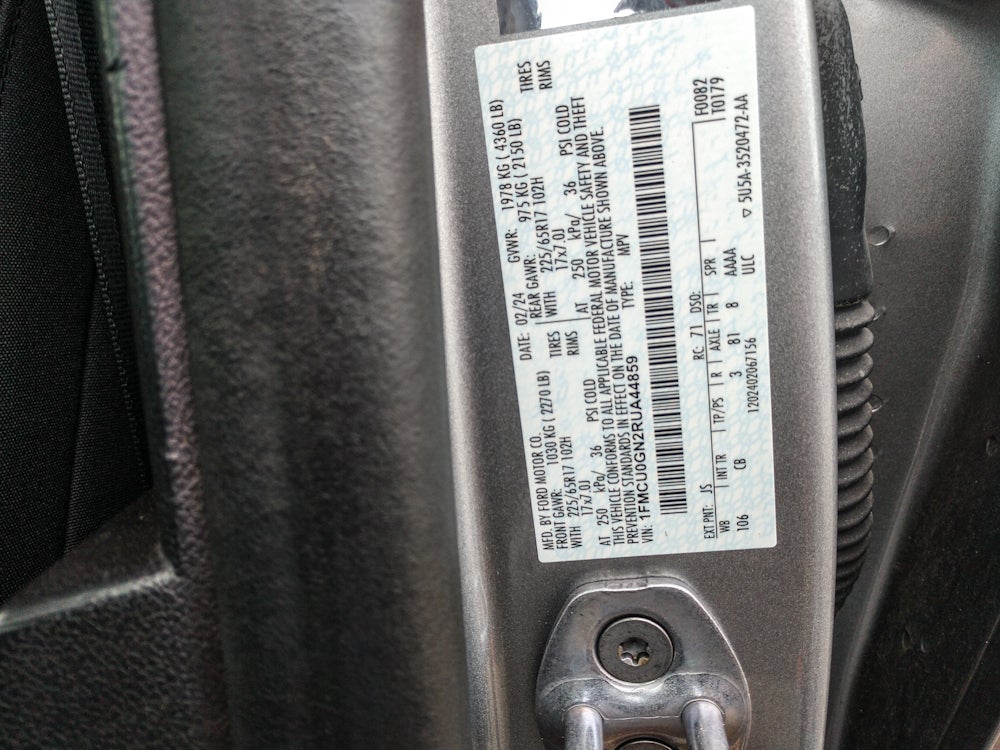 MFD. BY FORD MOTOR CO. DATE: 02/24 GVWR: 1978 KG ( 4360 LB)
FRONT GAWR: 1030 KG ( 2270 LB) REAR GAWR: 975 KG ( 2150 LB)
WITH 225/65R17 102H TIRES WITH 225/65R17 102H TIRES
17x7.0J RIMS 17x7.0J RIMS
AT 250 kPa/ 36 PSI COLD AT 250 kPa/ 36 PSI COLD
THIS VEHICLE CONFORMS TO ALL APPLICABLE FEDERAL MOTOR VEHICLE SAFETY AND THEFT
PREVENTION STANDARDS IN EFFECT ON THE DATE OF MANUFACTURE SHOWN ABOVE.
VIN: 1FMCU0GN2RUA44859 TYPE: MPV
F0082
EXT PNT: JS RC: 71 DSO: T0179
WB INT TR TP/PS R AXLE TR SPR
106 CB 3 81 8 AAAA
1202402067156 ULC ▽ 5U5A-3520472-AA